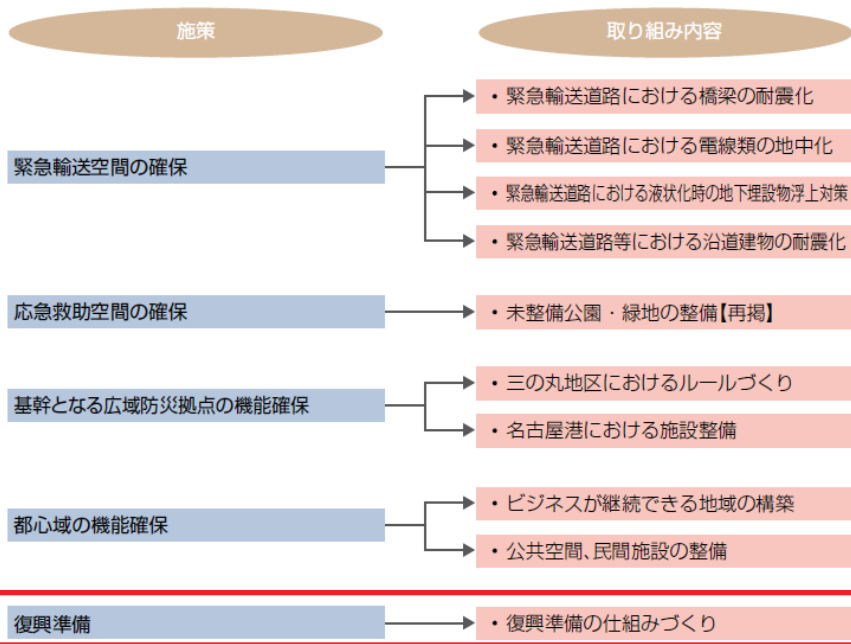 施策
取り組み内容
緊急輸送空間の確保
・緊急輸送道路における橋梁の耐震化
・緊急輸送道路における電線類の地中化
・緊急輸送道路における液状化時の地下埋設物浮上対策
・緊急輸送道路等における沿道建物の耐震化
応急救助空間の確保
・未整備公園・緑地の整備【再掲】
基幹となる広域防災拠点の機能確保
・三の丸地区におけるルールづくり
・名古屋港における施設整備
都心域の機能確保
・ビジネスが継続できる地域の構築
・公共空間、民間施設の整備
復興準備
・復興準備の仕組みづくり